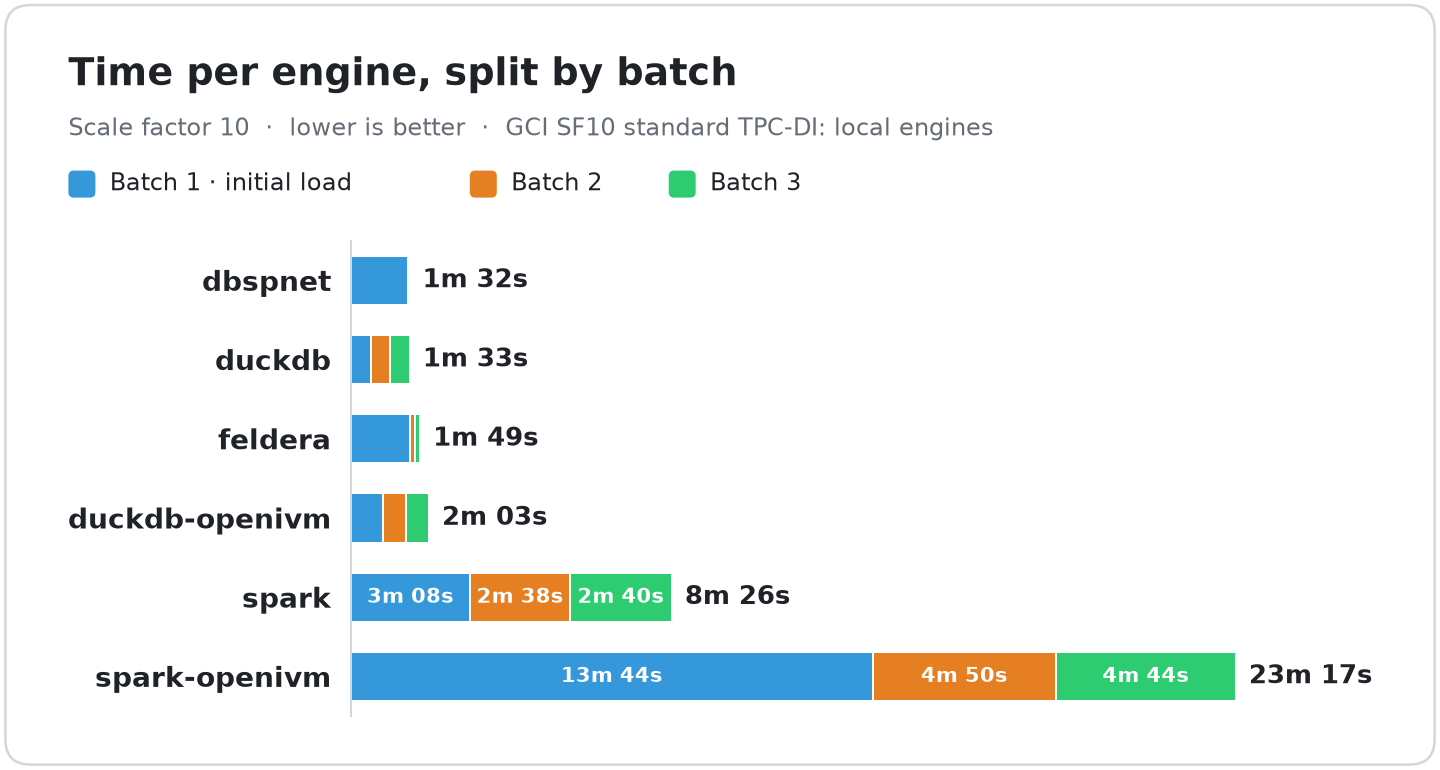 Time per engine, split by batch
Scale factor 10 · lower is better · GCI SF10 standard TPC-DI: local engines
Batch 1 · initial load Batch 2 Batch 3
dbspnet 1m 32s
duckdb 1m 33s
feldera 1m 49s
duckdb-openivm 2m 03s
spark 3m 08s 2m 38s 2m 40s 8m 26s
spark-openivm 13m 44s 4m 50s 4m 44s 23m 17s